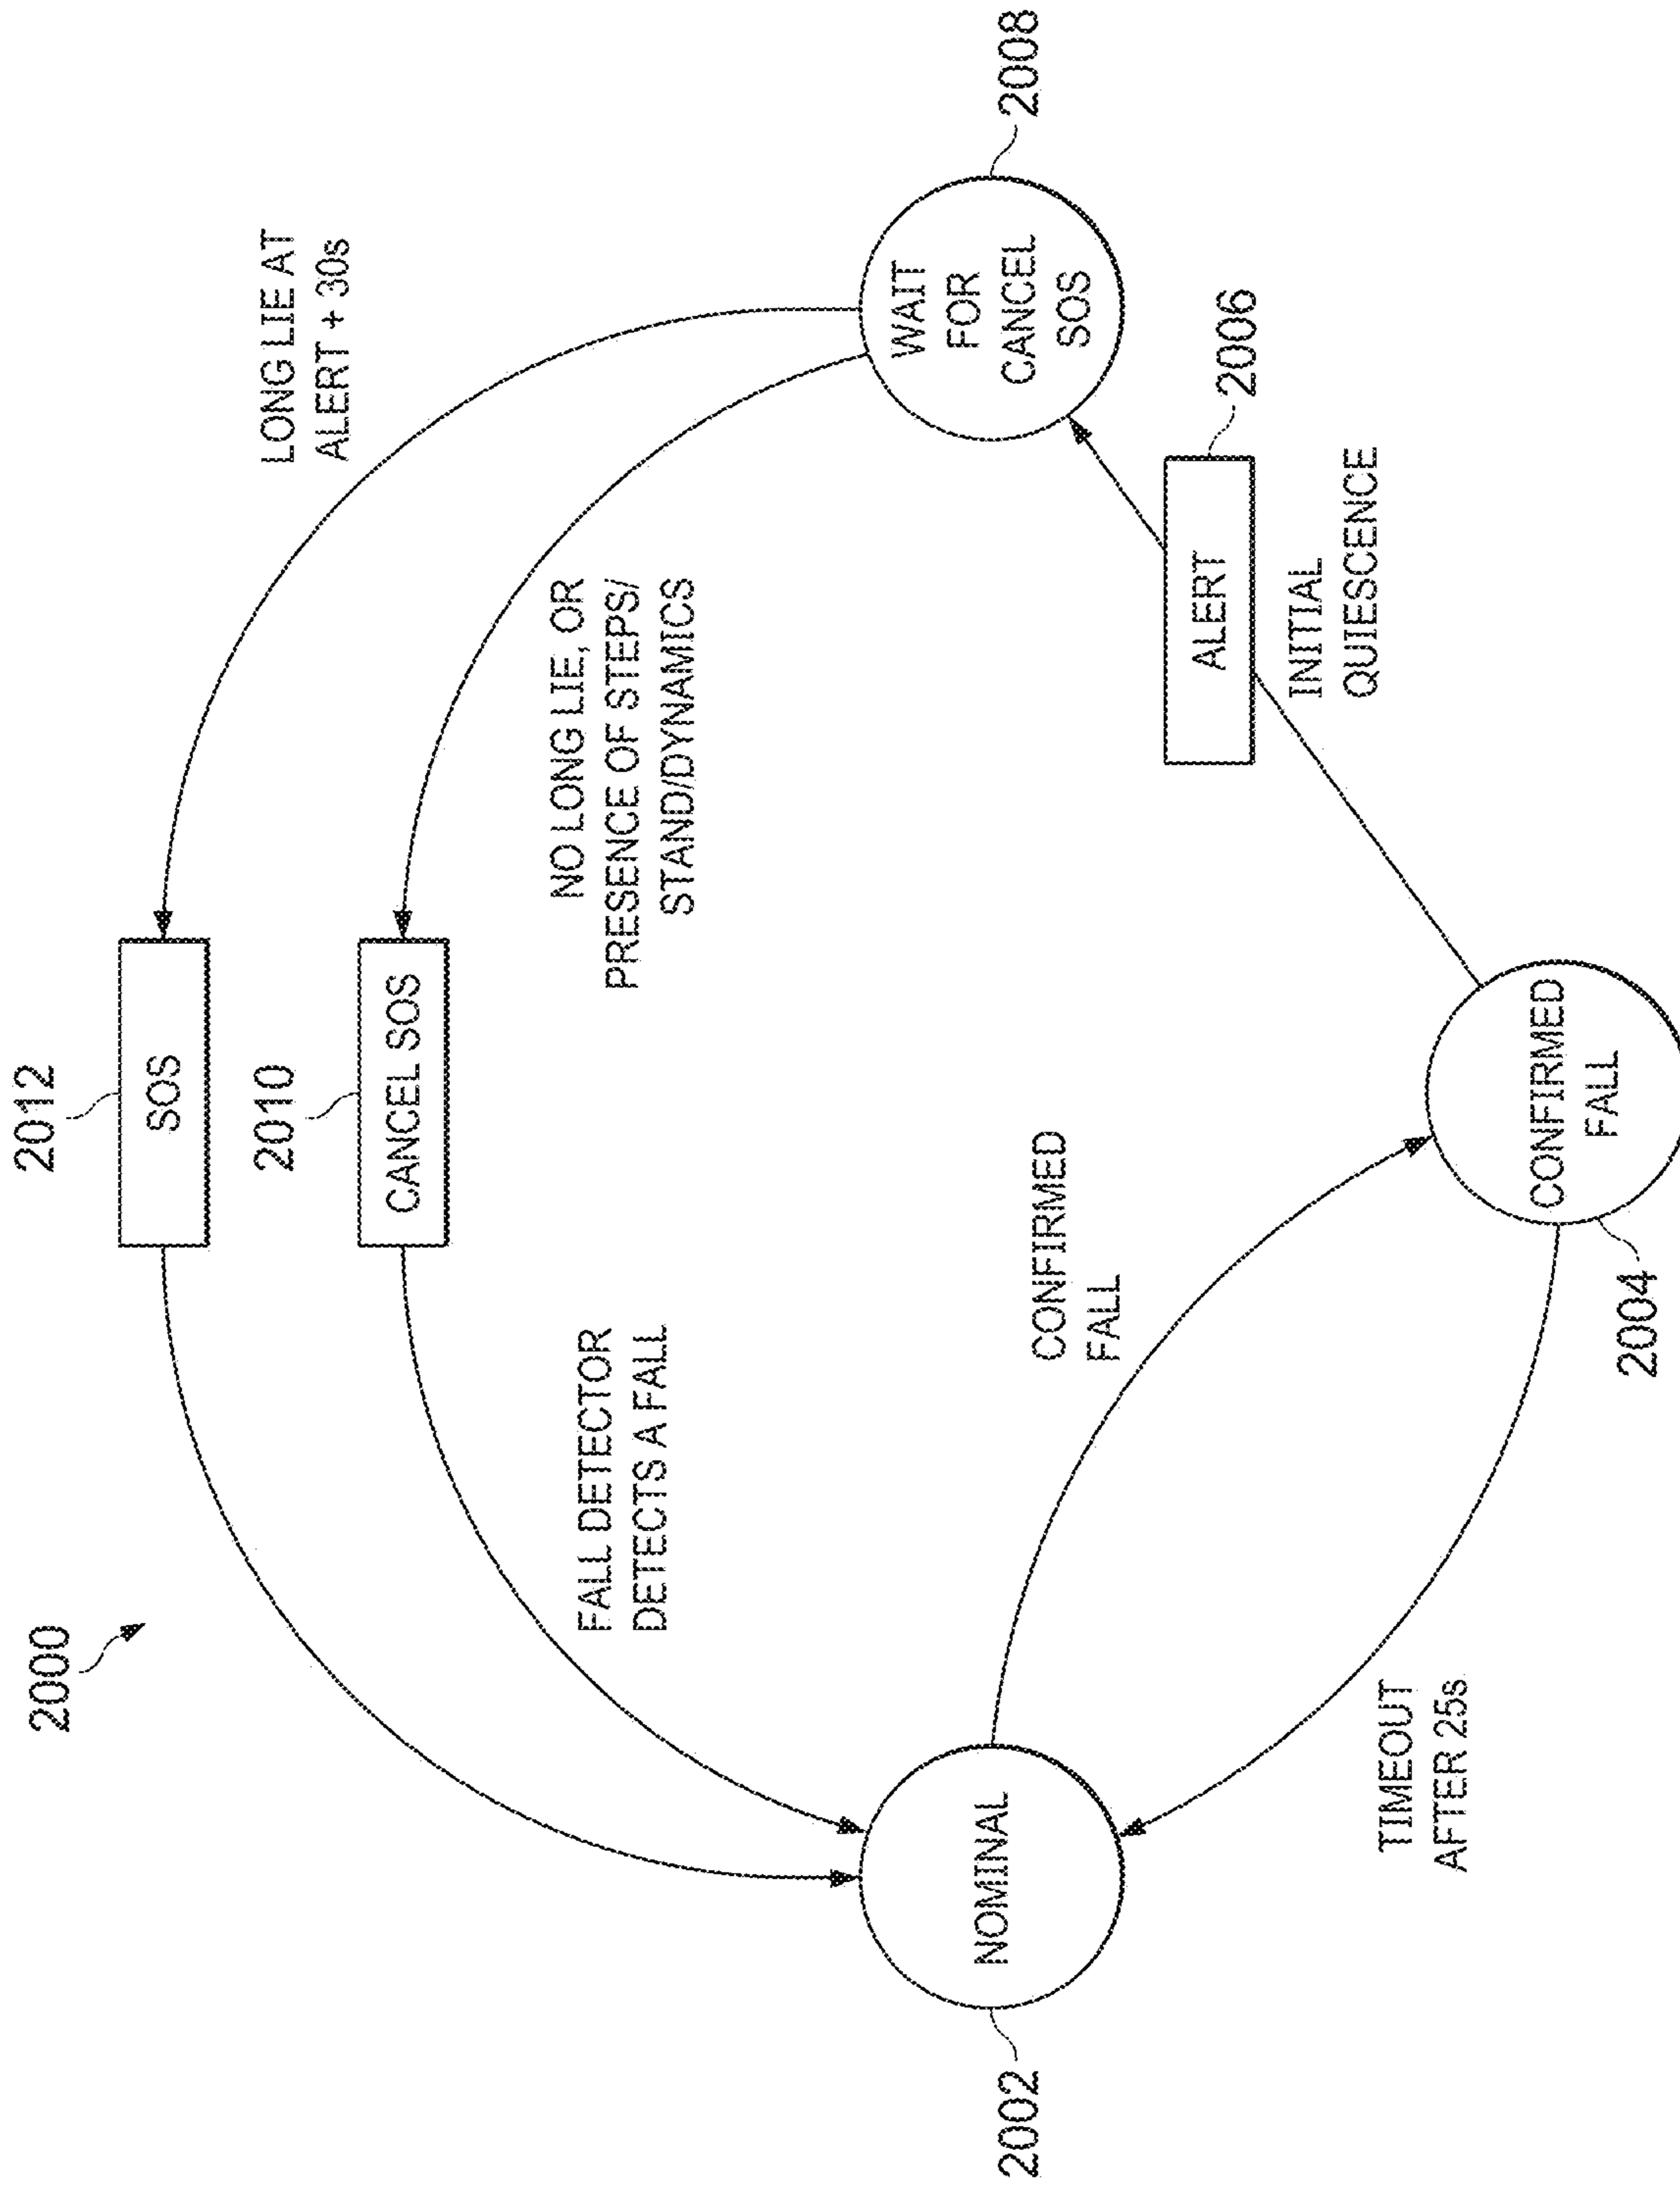 2000
2012
SOS
LONG LIE AT
ALERT + 30s
2010
CANCEL SOS
FALL DETECTOR
DETECTS A FALL
NO LONG LIE, OR
PRESENCE OF STEPS/
STAND/DYNAMICS
2002
NOMINAL
CONFIRMED
FALL
WAIT
FOR
CANCEL
SOS
2008
ALERT
2006
INITIAL
QUIESCENCE
TIMEOUT
AFTER 25s
CONFIRMED
FALL
2004